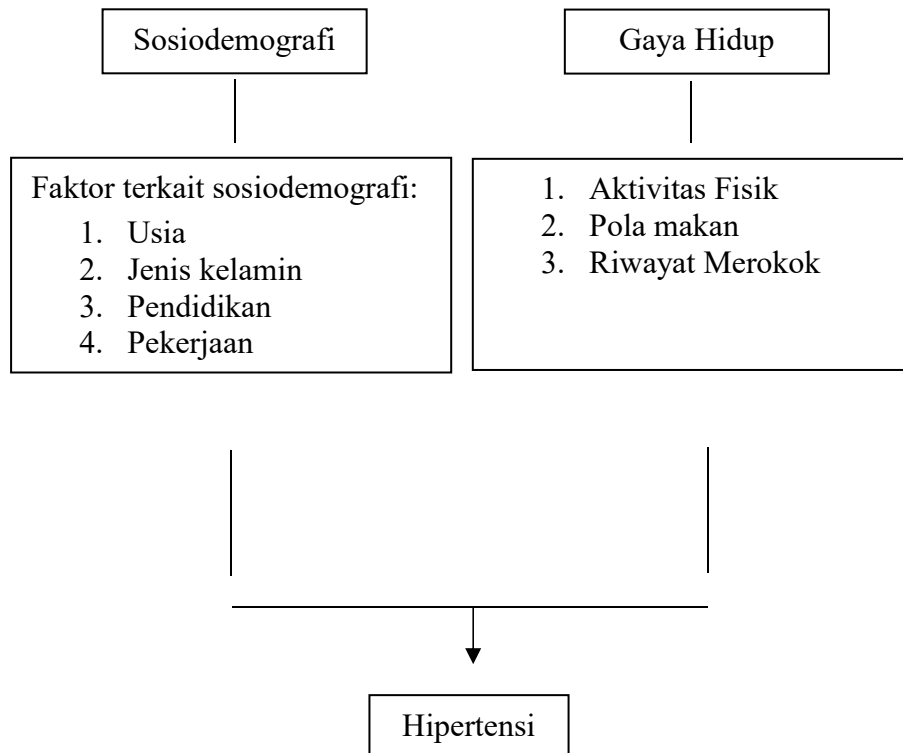 Sosiodemografi
Gaya Hidup
Faktor terkait sosiodemografi:
1. Usia
2. Jenis kelamin
3. Pendidikan
4. Pekerjaan
1. Aktivitas Fisik
2. Pola makan
3. Riwayat Merokok
Hipertensi